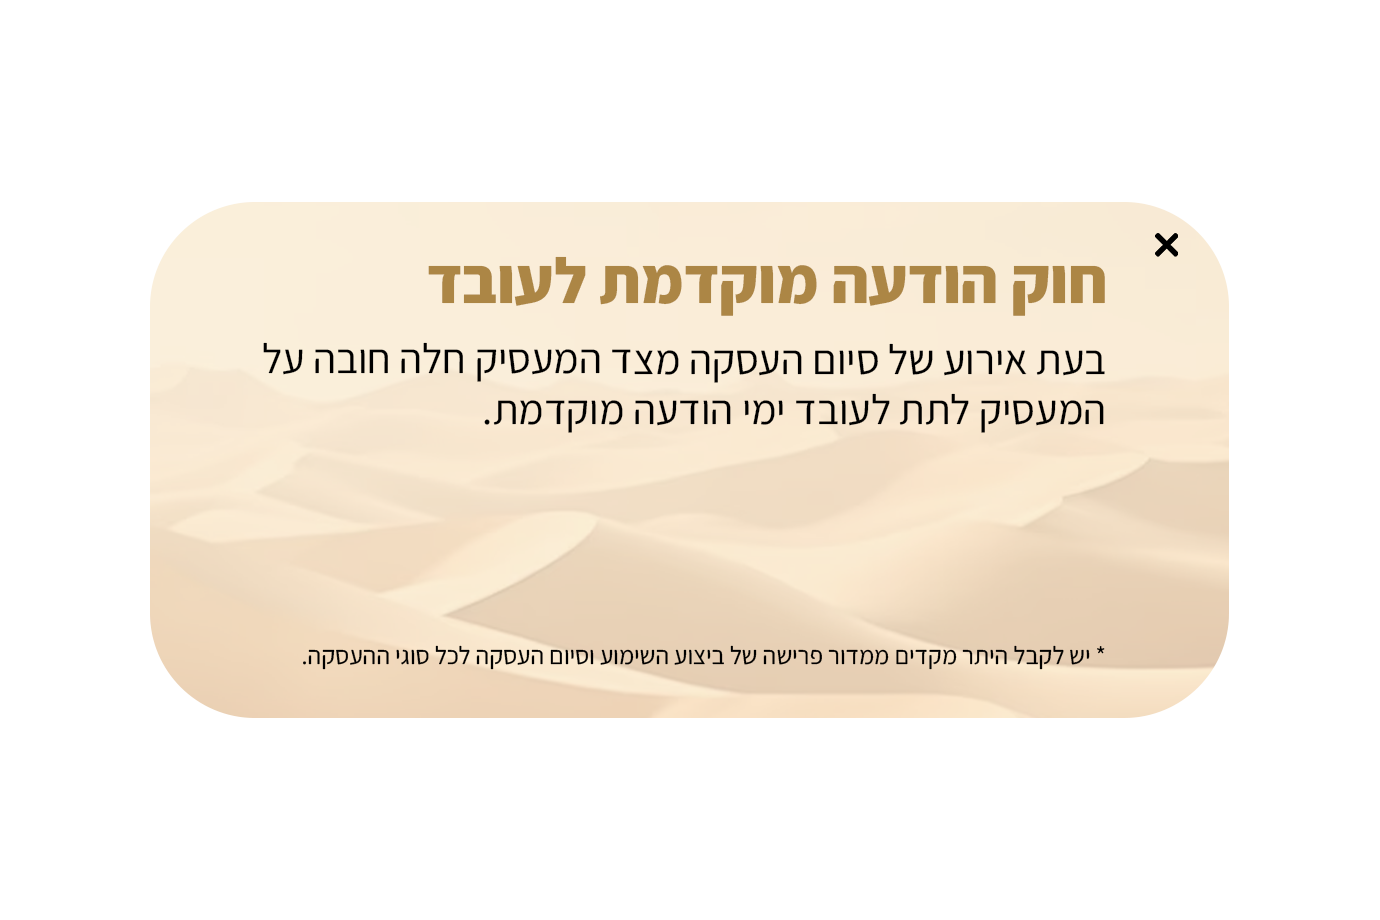 חוק הודעה מוקדמת לעובד
בעת אירוע של סיום העסקה מצד המעסיק חלה חובה על
המעסיק לתת לעובד ימי הודעה מוקדמת.
* יש לקבל היתר מקדים ממדור פרישה של ביצוע השימוע וסיום העסקה לכל סוגי ההעסקה.